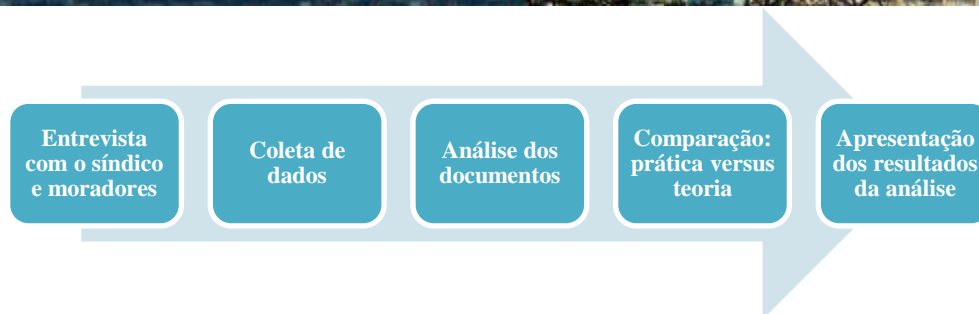 Entrevista
com o síndico
e moradores
Coleta de
dados
Análise dos
documentos
Comparação:
prática versus
teoria
Apresentação
dos resultados
da análise